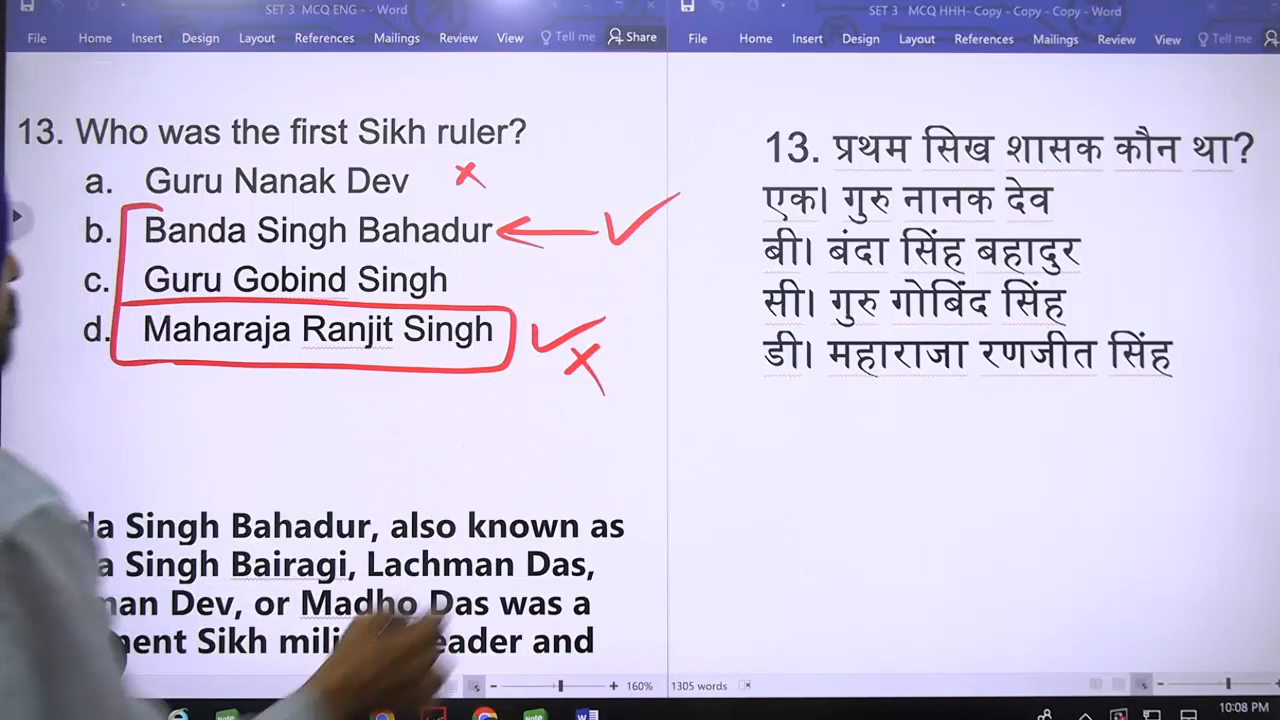 SET 3 MCQ ENG - - Word
File Home Insert Design Layout References Mailings Review View Tell me Share
13. Who was the first Sikh ruler?
a. Guru Nanak Dev
b. Banda Singh Bahadur
c. Guru Gobind Singh
d. Maharaja Ranjit Singh
Singh Bahadur, also known as
Singh Bairagi, Lachman Das,
Dev, or Madho Das was a
Sikh and
160%
SET 3 MCQ HHH- Copy - Copy - Copy - Word
File Home Insert Design Layout References Mailings Review View Tell me
13. प्रथम सिख शासक कौन था?
एक। गुरु नानक देव
बी। बंदा सिंह बहादुर
सी। गुरु गोबिंद सिंह
डी। महाराजा रणजीत सिंह
1305 words
10:08 PM